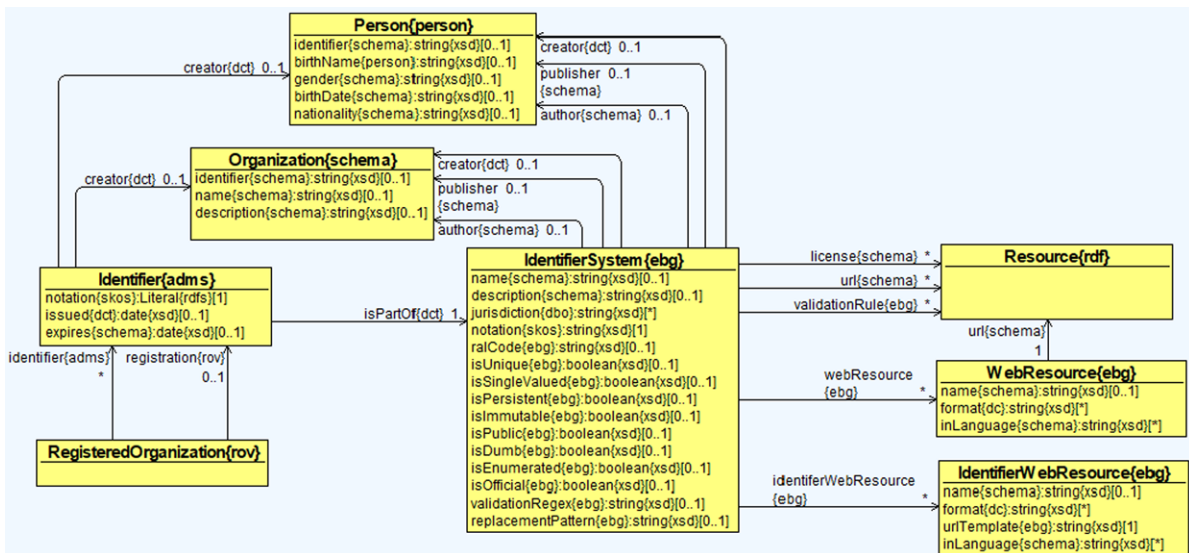 Person{person}
identifier{schema}:string{xsd}[0..1]
birthName{person}:string{xsd}[0..1]
gender{schema}:string{xsd}[0..1]
birthDate{schema}:string{xsd}[0..1]
nationality{schema}:string{xsd}[0..1]
creator{dct} 0..1
creator{dct} 0..1
publisher 0..1
{schema}
author{schema} 0..1
Organization{schema}
identifier{schema}:string{xsd}[0..1]
name{schema}:string{xsd}[0..1]
description{schema}:string{xsd}[0..1]
creator{dct} 0..1
creator{dct} 0..1
publisher 0..1
{schema}
author{schema} 0..1
Identifier{adms}
notation{skos}:Literal{rdfs}[1]
issued{dct}:date{xsd}[0..1]
expires{schema}:date{xsd}[0..1]
isPartOf{dct} 1
identifier{adms}
*
registration{rov}
0..1
RegisteredOrganization{rov}
IdentifierSystem{ebg}
name{schema}:string{xsd}[0..1]
description{schema}:string{xsd}[0..1]
jurisdiction{dbo}:string{xsd}[*]
notation{skos}:string{xsd}[1]
ralCode{ebg}:string{xsd}[0..1]
isUnique{ebg}:boolean{xsd}[0..1]
isSingleValued{ebg}:boolean{xsd}[0..1]
isPersistent{ebg}:boolean{xsd}[0..1]
isImmutable{ebg}:boolean{xsd}[0..1]
isPublic{ebg}:boolean{xsd}[0..1]
isDumb{ebg}:boolean{xsd}[0..1]
isEnumerated{ebg}:boolean{xsd}[0..1]
isOfficial{ebg}:boolean{xsd}[0..1]
validationRegex{ebg}:string{xsd}[0..1]
replacementPattern{ebg}:string{xsd}[0..1]
license{schema} *
url{schema} *
validationRule{ebg} *
Resource{rdf}
url{schema}
1
webResource
{ebg} *
WebResource{ebg}
name{schema}:string{xsd}[0..1]
format{dc}:string{xsd}[*]
inLanguage{schema}:string{xsd}[*]
identiferWebResource
{ebg} *
IdentifierWebResource{ebg}
name{schema}:string{xsd}[0..1]
format{dc}:string{xsd}[*]
urlTemplate{ebg}:string{xsd}[1]
inLanguage{schema}:string{xsd}[*]